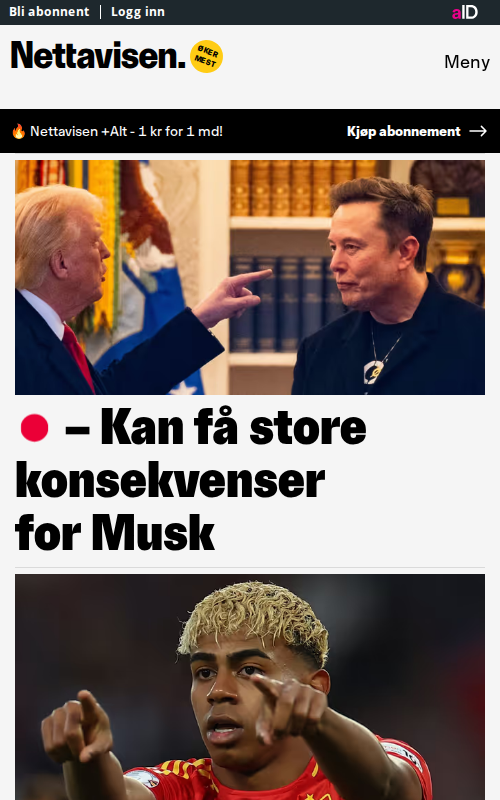 Bli abonnent | Logg inn
aID
Nettavisen.
ØKER
MEST
Meny
🔥 Nettavisen +Alt - 1 kr for 1 md!
Kjøp abonnement →
– Kan få store
konsekvenser
for Musk